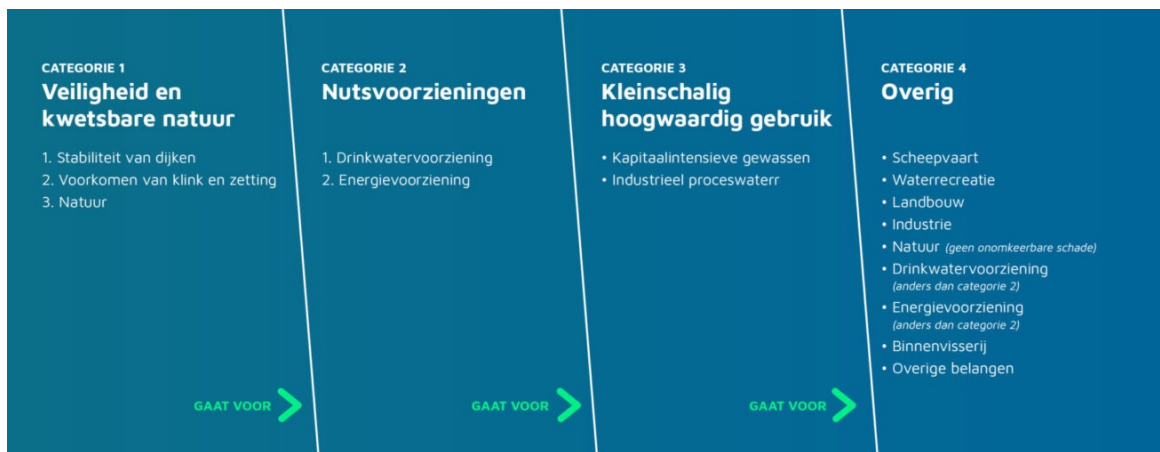 CATEGORIE 1
Veiligheid en
kwetsbare natuur
1. Stabiliteit van dijken
2. Voorkomen van klink en zetting
3. Natuur
GAAT VOOR
CATEGORIE 2
Nutsvoorzieningen
1. Drinkwatervoorziening
2. Energievoorziening
GAAT VOOR
CATEGORIE 3
Kleinschalig
hoogwaardig gebruik
• Kapitaalintensieve gewassen
• Industrieel proceswaterr
GAAT VOOR
CATEGORIE 4
Overig
• Scheepvaart
• Waterrecreatie
• Landbouw
• Industrie
• Natuur (geen onomkeerbare schade)
• Drinkwatervoorziening
(anders dan categorie 2)
• Energievoorziening
(anders dan categorie 2)
• Binnenvisserij
• Overige belangen